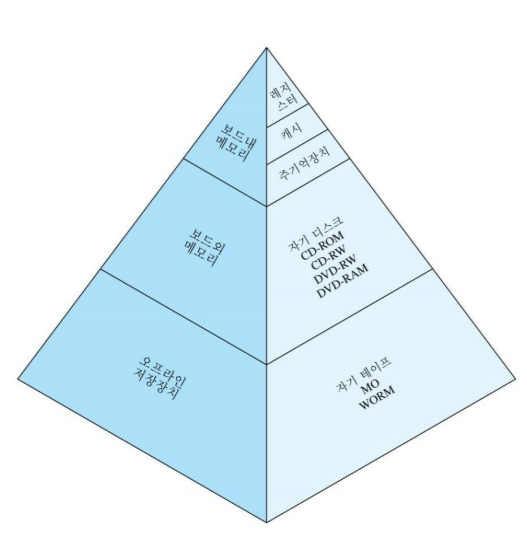 보드내
메모리
레지
스터
캐시
주기억장치
보드외
메모리
자기 디스크
CD-ROM
CD-RW
DVD-RW
DVD-RAM
오프라인
저장장치
자기 테이프
MO
WORM